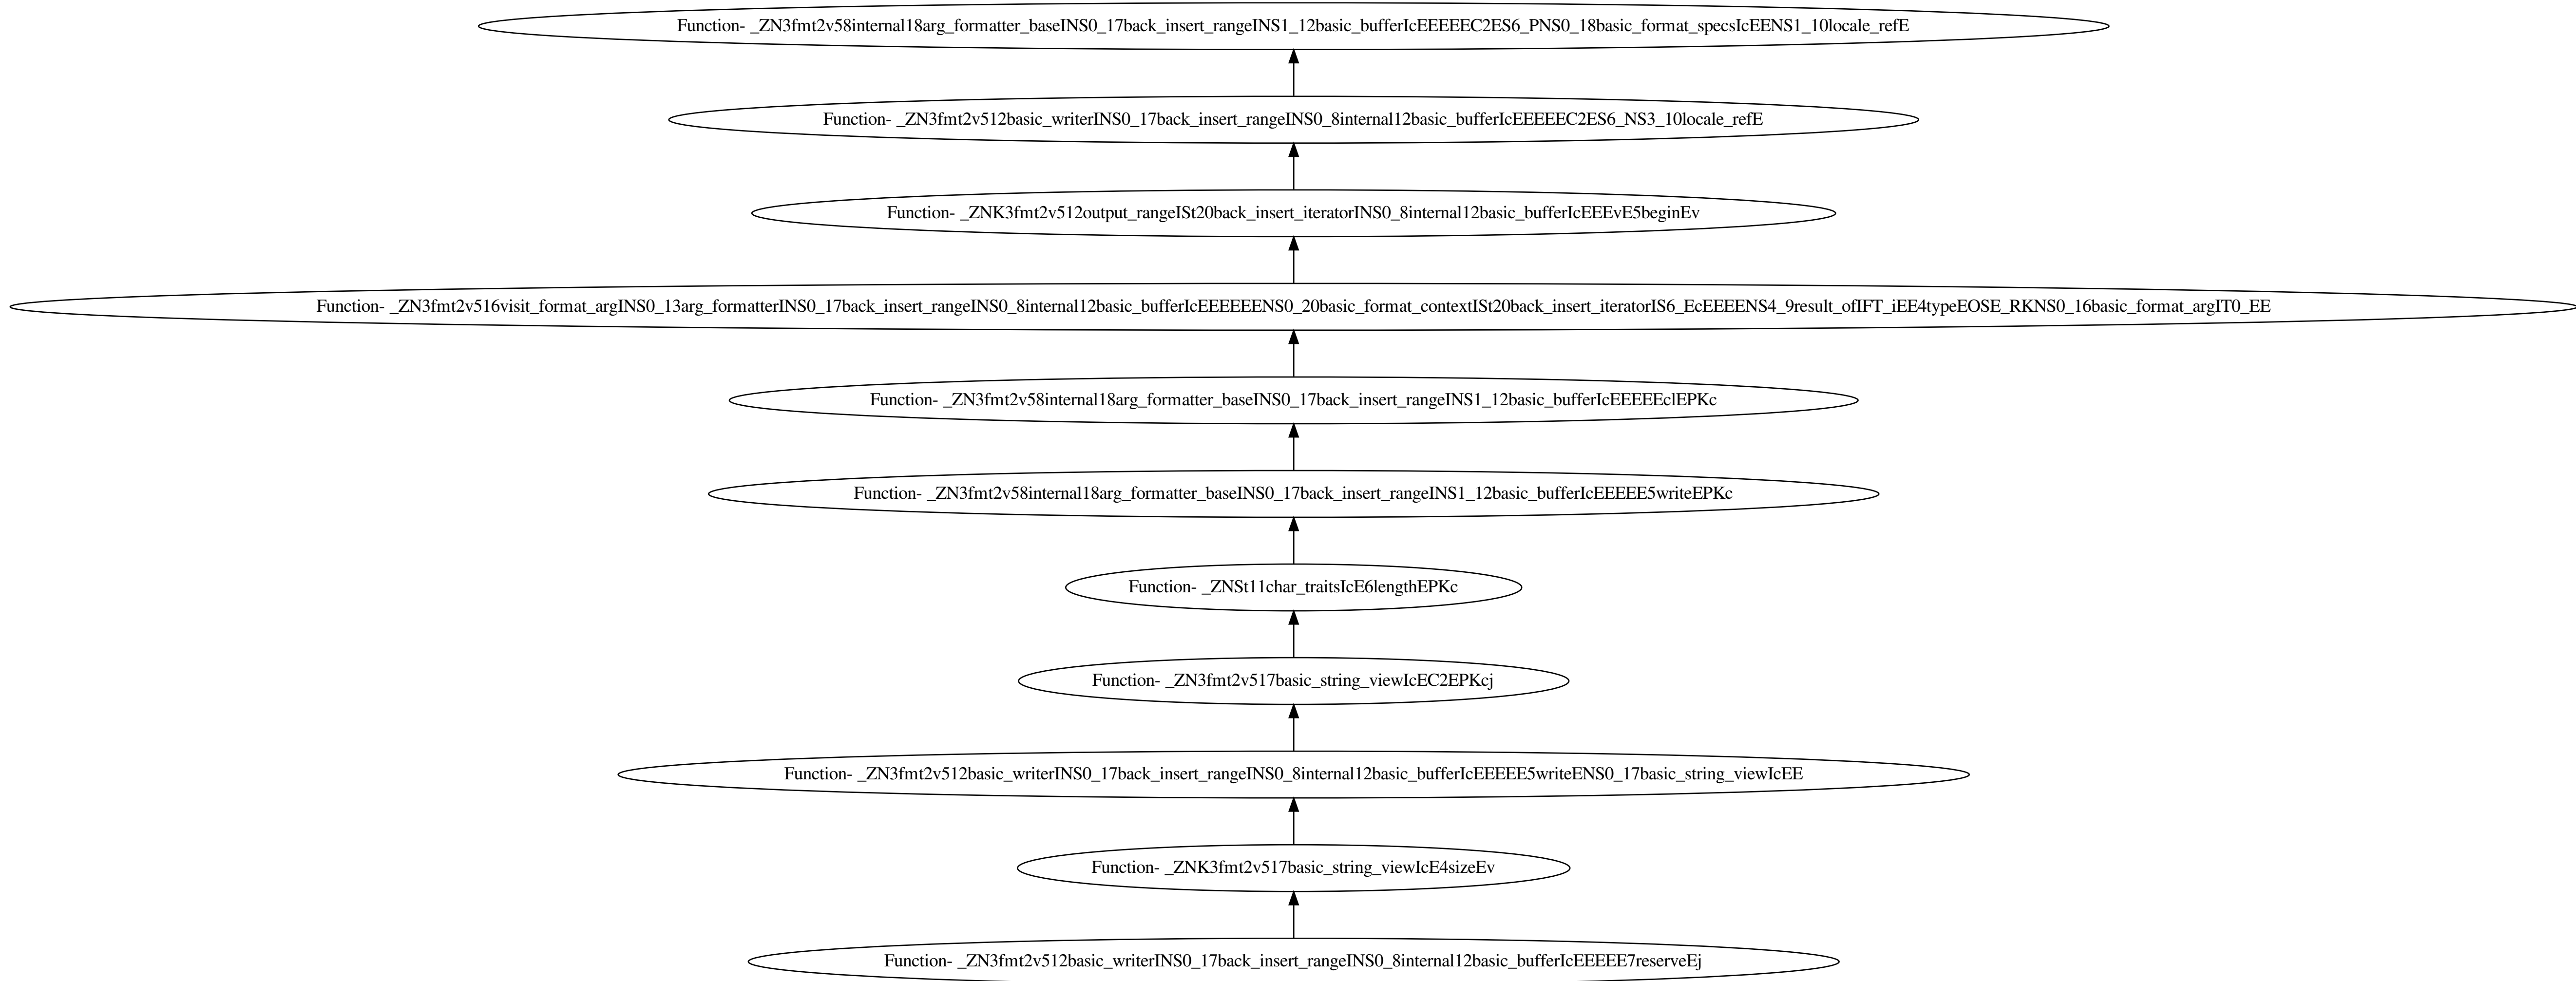 Function- _ZN3fmt2v58internal18arg_formatter_baseINS0_17back_insert_rangeINS1_12basic_bufferIcEEEEEC2ES6_PNS0_18basic_format_specsIcEENS1_10locale_refE
Function- _ZN3fmt2v512basic_writerINS0_17back_insert_rangeINS0_8internal12basic_bufferIcEEEEEC2ES6_NS3_10locale_refE
Function- _ZNK3fmt2v512output_rangeISt20back_insert_iteratorINS0_8internal12basic_bufferIcEEEvE5beginEv
Function- _ZN3fmt2v516visit_format_argINS0_13arg_formatterINS0_17back_insert_rangeINS0_8internal12basic_bufferIcEEEEEENS0_20basic_format_contextISt20back_insert_iteratorIS6_EcEEEENS4_9result_ofIFT_iEE4typeEOSE_RKNS0_16basic_format_argIT0_EE
Function- _ZN3fmt2v58internal18arg_formatter_baseINS0_17back_insert_rangeINS1_12basic_bufferIcEEEEEclEPKc
Function- _ZN3fmt2v58internal18arg_formatter_baseINS0_17back_insert_rangeINS1_12basic_bufferIcEEEEE5writeEPKc
Function- _ZNSt11char_traitsIcE6lengthEPKc
Function- _ZN3fmt2v517basic_string_viewIcEC2EPKcj
Function- _ZN3fmt2v512basic_writerINS0_17back_insert_rangeINS0_8internal12basic_bufferIcEEEEE5writeENS0_17basic_string_viewIcEE
Function- _ZNK3fmt2v517basic_string_viewIcE4sizeEv
Function- _ZN3fmt2v512basic_writerINS0_17back_insert_rangeINS0_8internal12basic_bufferIcEEEEE7reserveEj